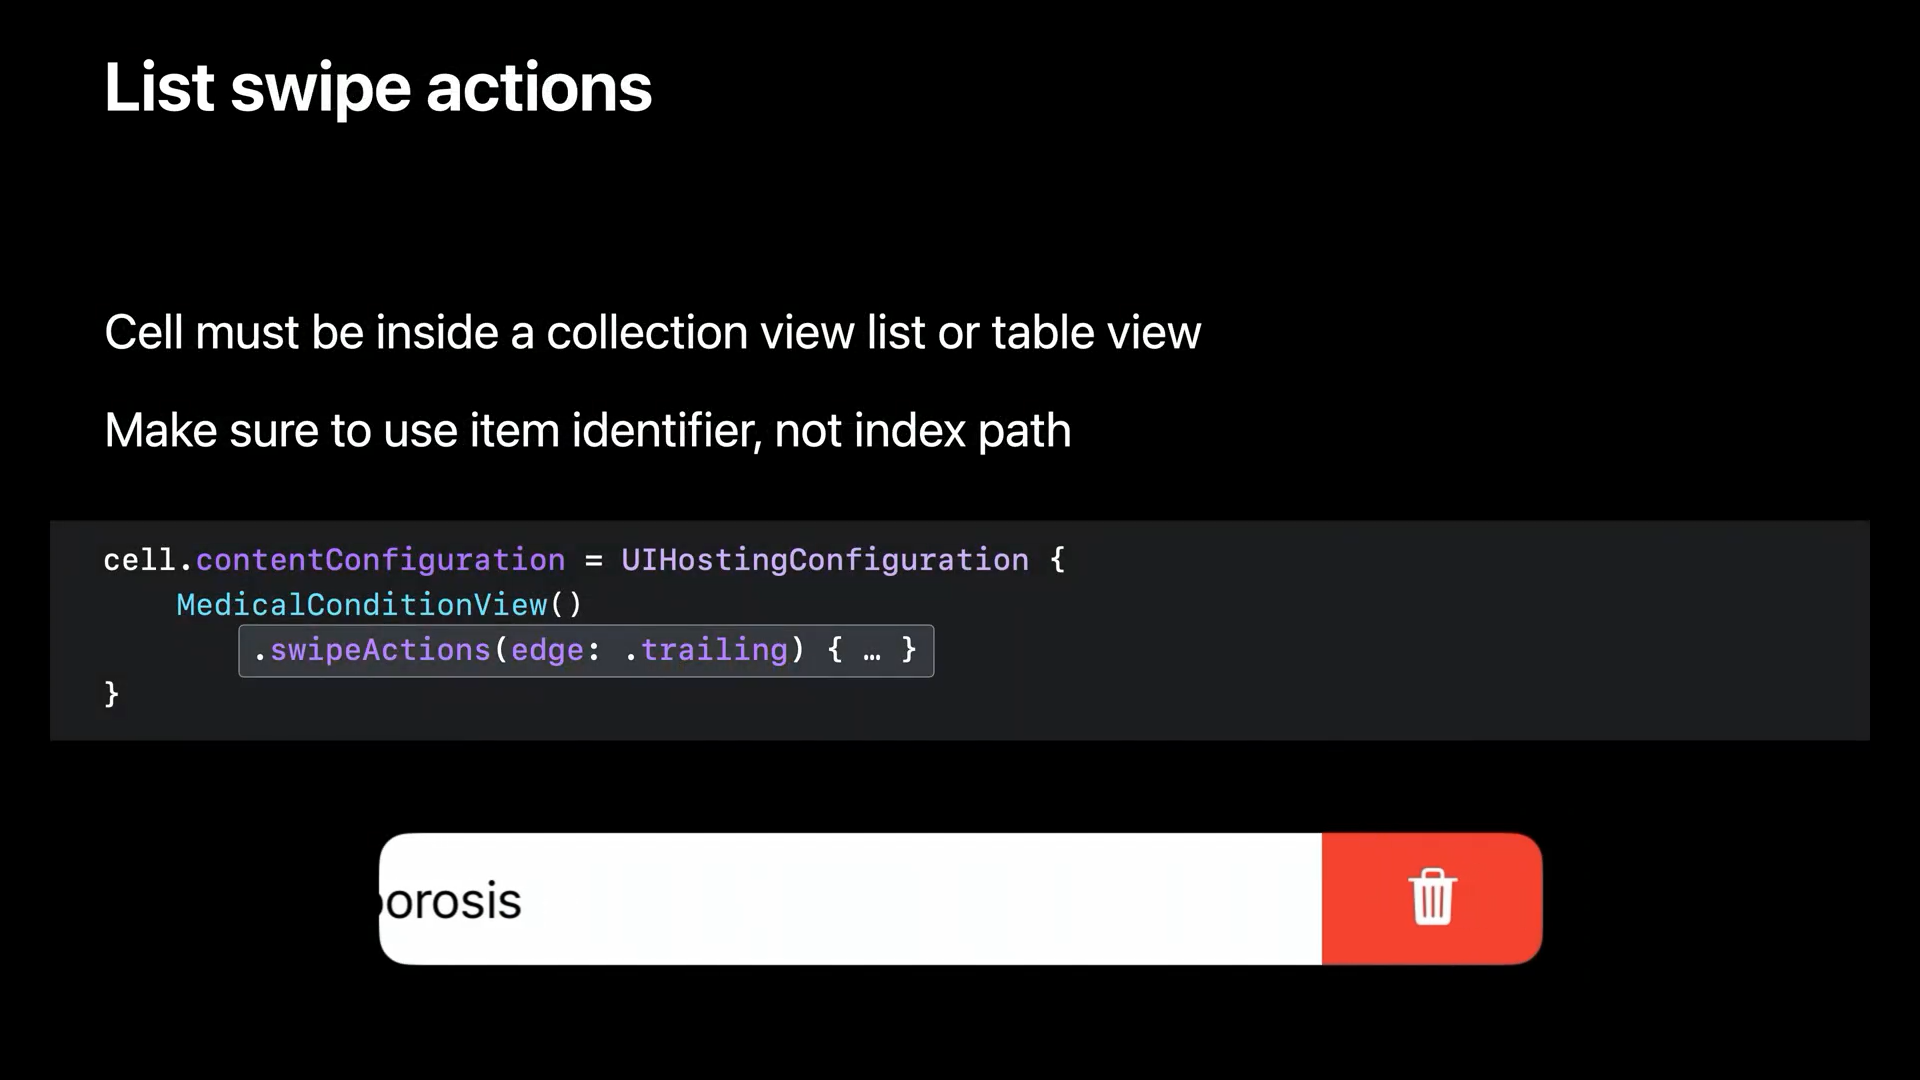 List swipe actions
Cell must be inside a collection view list or table view
Make sure to use item identifier, not index path
cell.contentConfiguration = UIHostingConfiguration {
    MedicalConditionView()
        .swipeActions(edge: .trailing) { … }
}
orosis